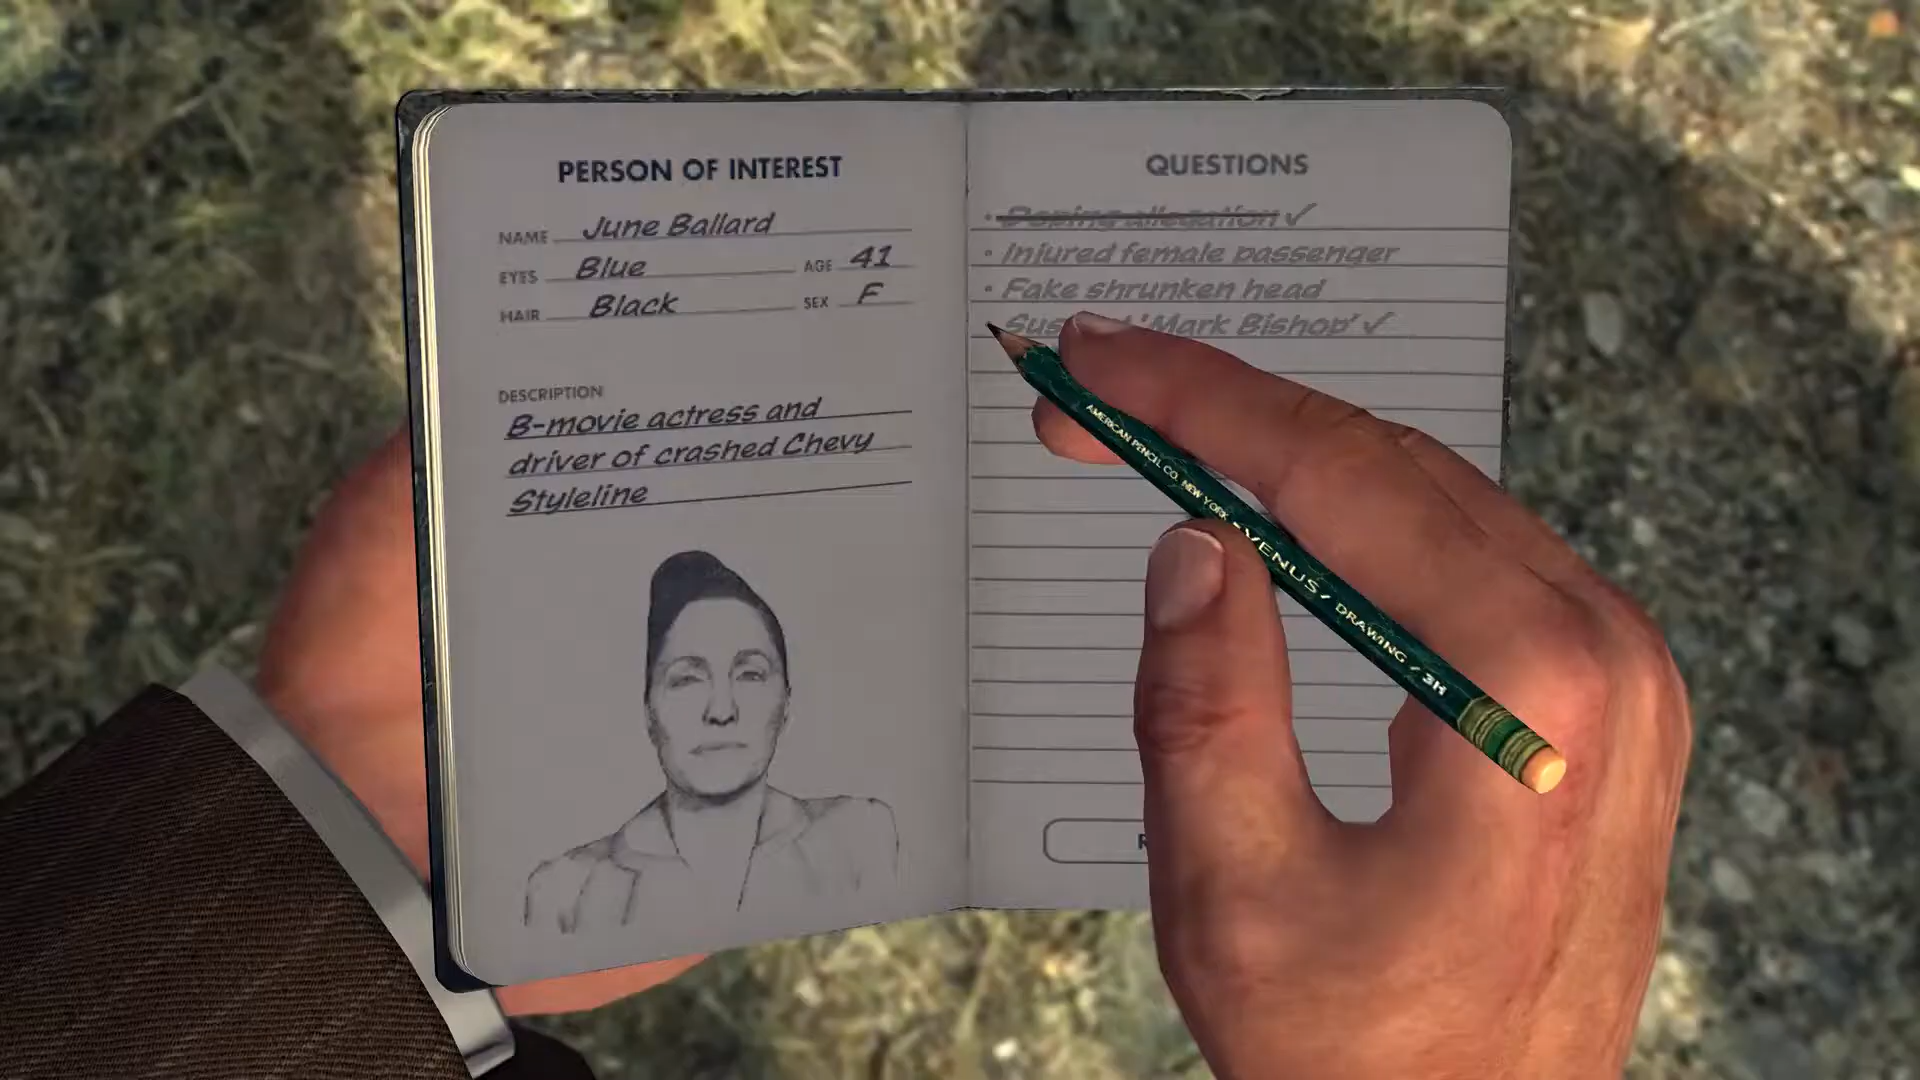 PERSON OF INTEREST
NAME June Ballard
EYES Blue AGE 41
HAIR Black SEX F
DESCRIPTION
B-movie actress and
driver of crashed Chevy
Styleline
QUESTIONS
• Doping allegation ✓
• Injured female passenger
• Fake shrunken head
'Mark Bishop' ✓
AMERICAN PENCIL CO. NEW YORK VENUS / DRAWING / 3H